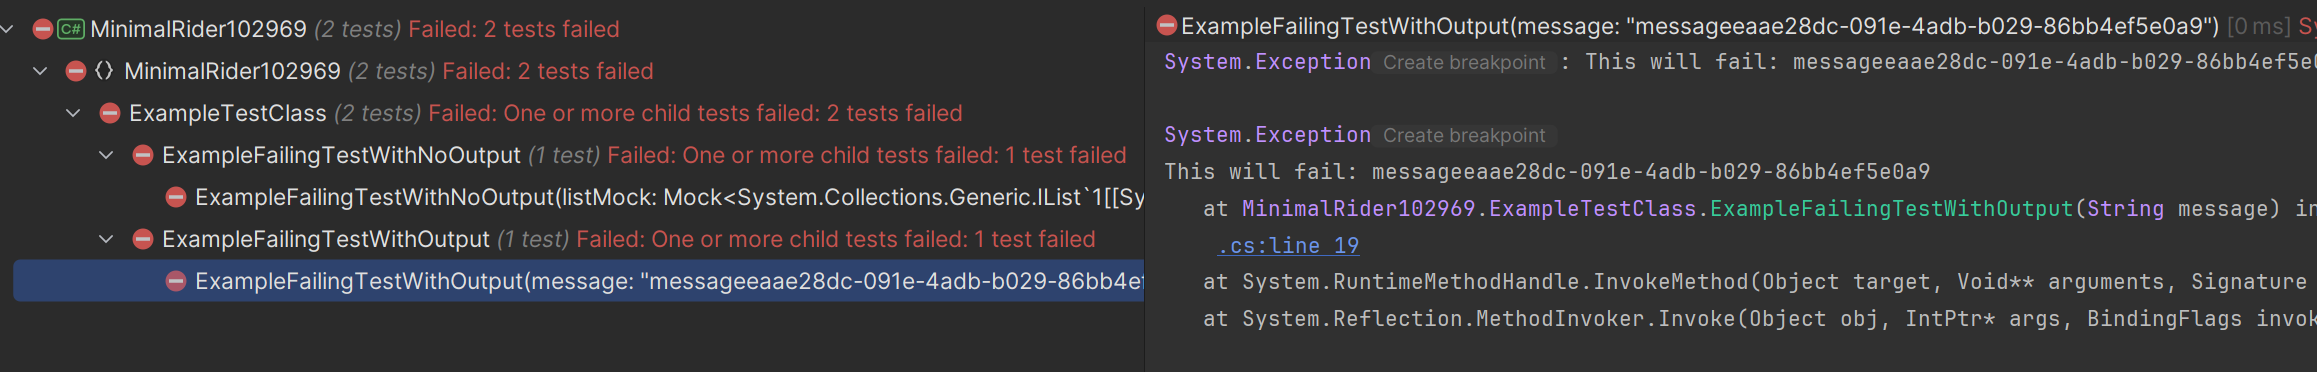 C# MinimalRider102969 (2 tests) Failed: 2 tests failed
{} MinimalRider102969 (2 tests) Failed: 2 tests failed
ExampleTestClass (2 tests) Failed: One or more child tests failed: 2 tests failed
ExampleFailingTestWithNoOutput (1 test) Failed: One or more child tests failed: 1 test failed
ExampleFailingTestWithNoOutput(listMock: Mock<System.Collections.Generic.IList`1[[Sy
ExampleFailingTestWithOutput (1 test) Failed: One or more child tests failed: 1 test failed
ExampleFailingTestWithOutput(message: "messageeaae28dc-091e-4adb-b029-86bb4ef
ExampleFailingTestWithOutput(message: "messageeaae28dc-091e-4adb-b029-86bb4ef5e0a9") [0 ms] Sy
System.Exception Create breakpoint : This will fail: messageeaae28dc-091e-4adb-b029-86bb4ef5e0
System.Exception Create breakpoint
This will fail: messageeaae28dc-091e-4adb-b029-86bb4ef5e0a9
at MinimalRider102969.ExampleTestClass.ExampleFailingTestWithOutput(String message) in
.cs:line 19
at System.RuntimeMethodHandle.InvokeMethod(Object target, Void** arguments, Signature
at System.Reflection.MethodInvoker.Invoke(Object obj, IntPtr* args, BindingFlags invok